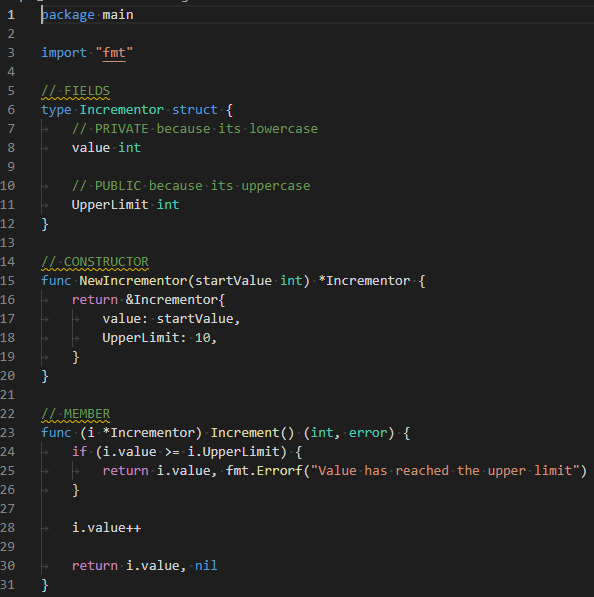 1 package main
2
3 import "fmt"
4
5 // FIELDS
6 type Incrementor struct {
7 // PRIVATE because its lowercase
8 value int
9
10 // PUBLIC because its uppercase
11 UpperLimit int
12 }
13
14 // CONSTRUCTOR
15 func NewIncrementor(startValue int) *Incrementor {
16 return &Incrementor{
17 value: startValue,
18 UpperLimit: 10,
19 }
20 }
21
22 // MEMBER
23 func (i *Incrementor) Increment() (int, error) {
24 if (i.value >= i.UpperLimit) {
25 return i.value, fmt.Errorf("Value has reached the upper limit")
26 }
27
28 i.value++
29
30 return i.value, nil
31 }